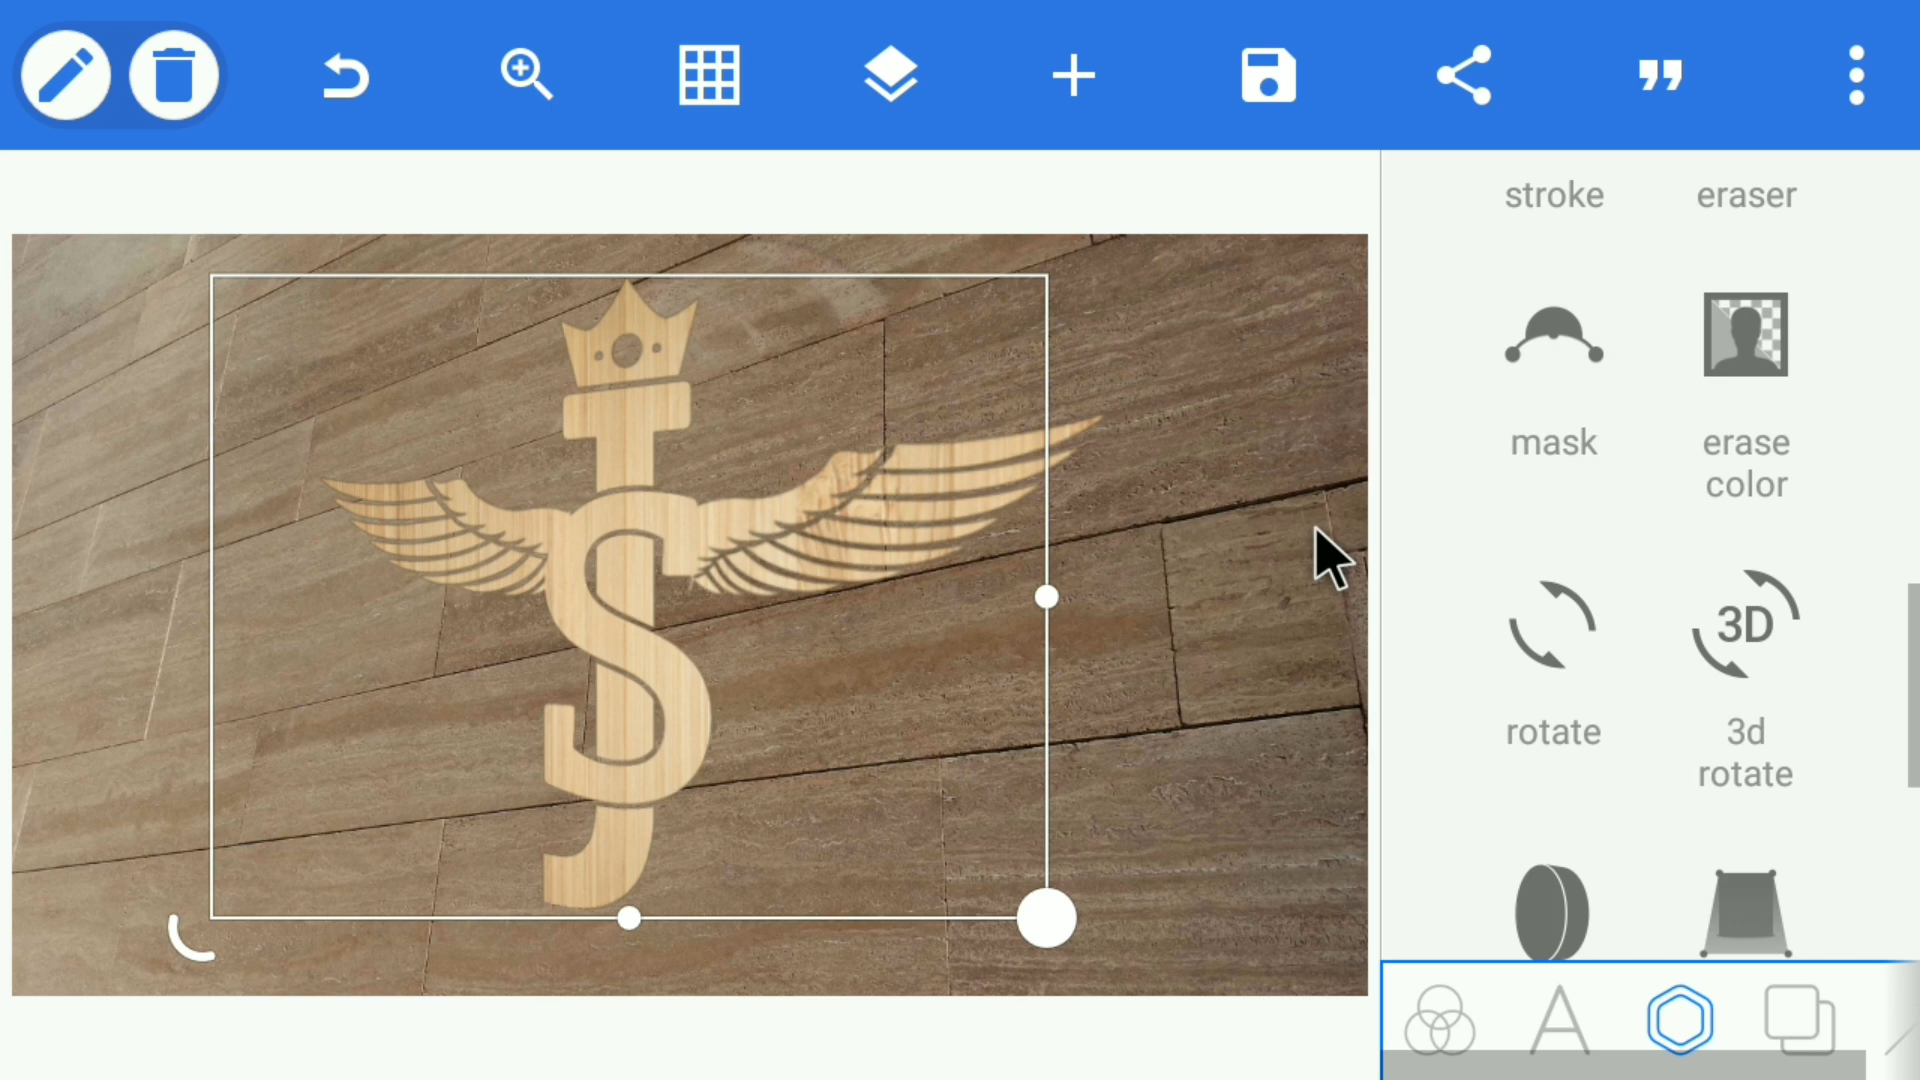 stroke
eraser
mask
erase
color
3D
rotate
3d
rotate
S
J
A